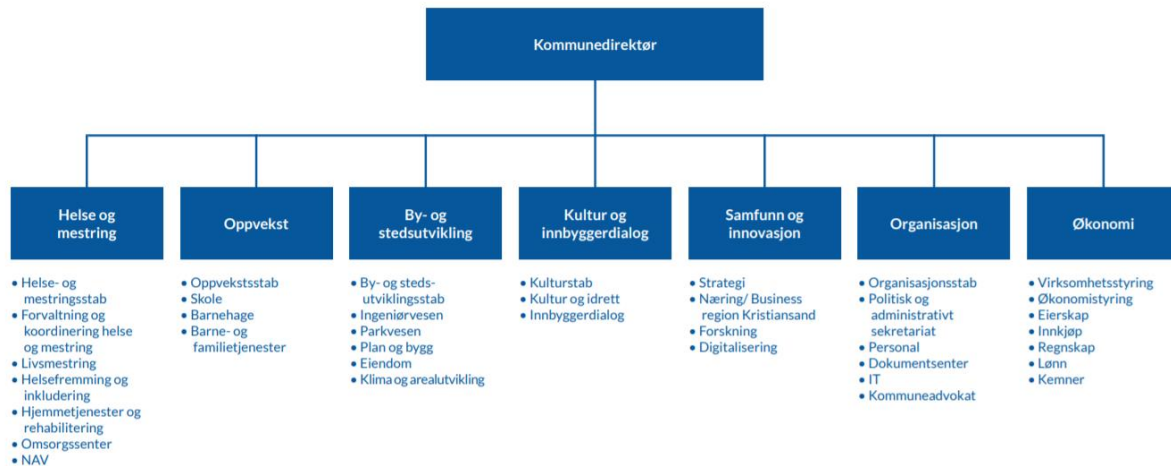 Kommunedirektør
Helse og
mestring
• Helse- og
mestringsstab
• Forvaltning og
koordinering helse
og mestring
• Livsmestring
• Helsefremming og
inkludering
• Hjemmetjenester og
rehabilitering
• Omsorgssenter
• NAV
Oppvekst
• Oppvekststab
• Skole
• Barnehage
• Barne- og
familietjenester
By- og
stedsutvikling
• By- og steds-
utviklingsstab
• Ingeniørvesen
• Parkvesen
• Plan og bygg
• Eiendom
• Klima og arealutvikling
Kultur og
innbyggerdialog
• Kulturstab
• Kultur og idrett
• Innbyggerdialog
Samfunn og
innovasjon
• Strategi
• Næring/ Business
region Kristiansand
• Forskning
• Digitalisering
Organisasjon
• Organisasjonsstab
• Politisk og
administrativt
sekretariat
• Personal
• Dokumentsenter
• IT
• Kommuneadvokat
Økonomi
• Virksomhetsstyring
• Økonomistyring
• Eierskap
• Innkjøp
• Regnskap
• Lønn
• Kemner